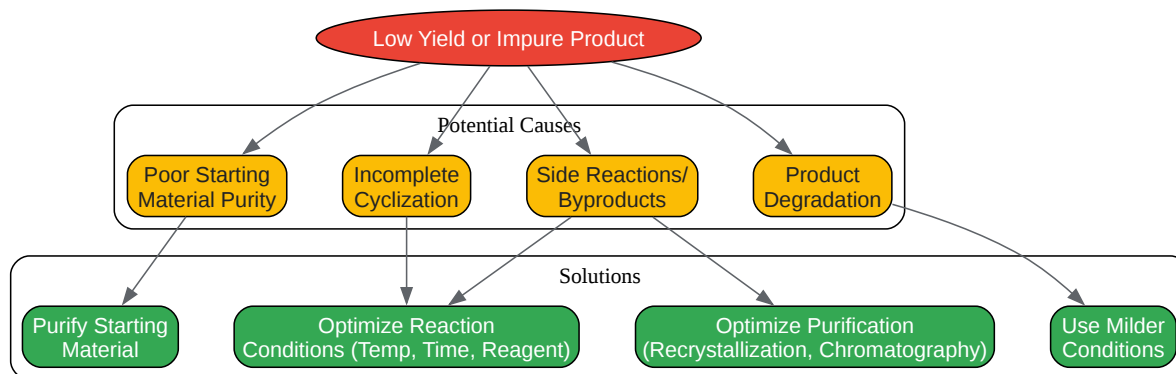 Low Yield or Impure Product
Potential Causes
Poor Starting
Material Purity
Incomplete
Cyclization
Side Reactions/
Byproducts
Product
Degradation
Solutions
Purify Starting
Material
Optimize Reaction
Conditions (Temp, Time, Reagent)
Optimize Purification
(Recrystallization, Chromatography)
Use Milder
Conditions